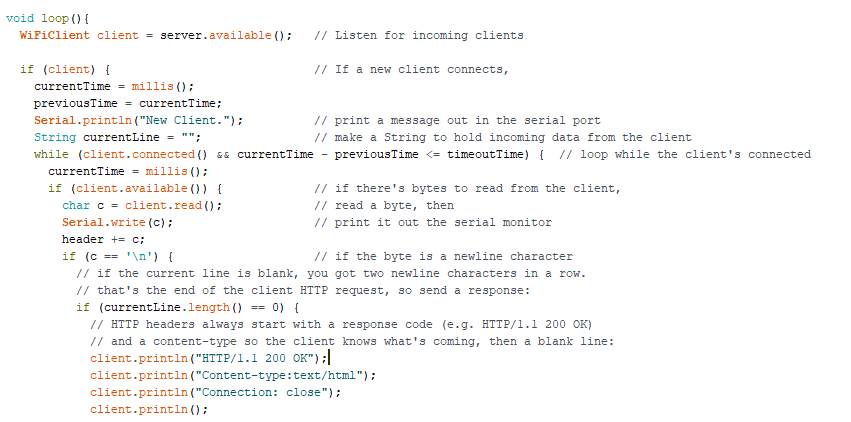 void loop(){
  WiFiClient client = server.available();   // Listen for incoming clients

  if (client) {                             // If a new client connects,
    currentTime = millis();
    previousTime = currentTime;
    Serial.println("New Client.");          // print a message out in the serial port
    String currentLine = "";                // make a String to hold incoming data from the client
    while (client.connected() && currentTime - previousTime <= timeoutTime) {  // loop while the client's connected
      currentTime = millis();
      if (client.available()) {             // if there's bytes to read from the client,
        char c = client.read();             // read a byte, then
        Serial.write(c);                    // print it out the serial monitor
        header += c;
        if (c == '\n') {                    // if the byte is a newline character
          // if the current line is blank, you got two newline characters in a row.
          // that's the end of the client HTTP request, so send a response:
          if (currentLine.length() == 0) {
            // HTTP headers always start with a response code (e.g. HTTP/1.1 200 OK)
            // and a content-type so the client knows what's coming, then a blank line:
            client.println("HTTP/1.1 200 OK");
            client.println("Content-type:text/html");
            client.println("Connection: close");
            client.println();